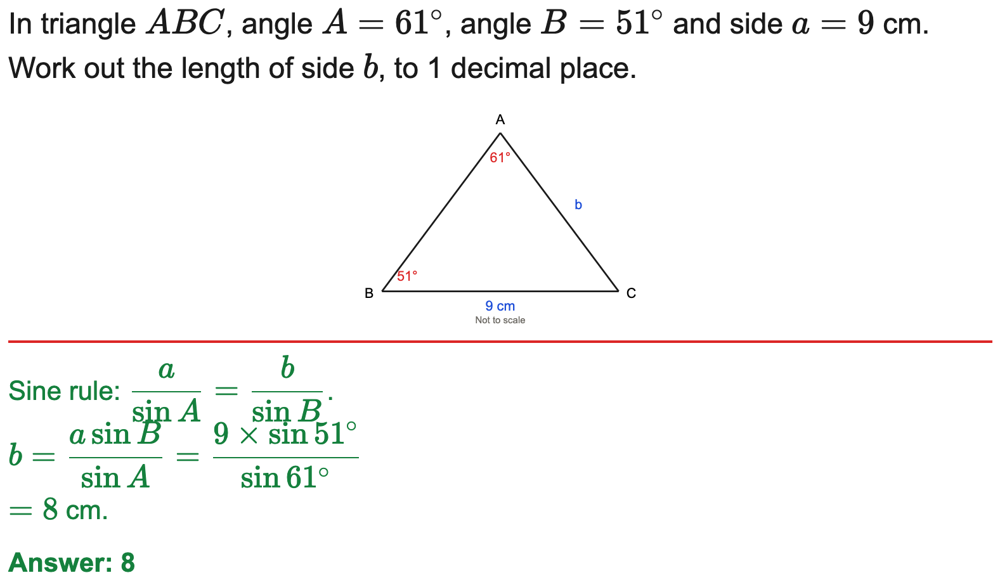 In triangle ABC, angle A = 61°, angle B = 51° and side a = 9 cm.
Work out the length of side b, to 1 decimal place.
A
61°
b
51°
B
C
9 cm
Not to scale
Sine rule: a / sin A = b / sin B.
b = a sin B / sin A = 9 × sin 51° / sin 61°
= 8 cm.
Answer: 8